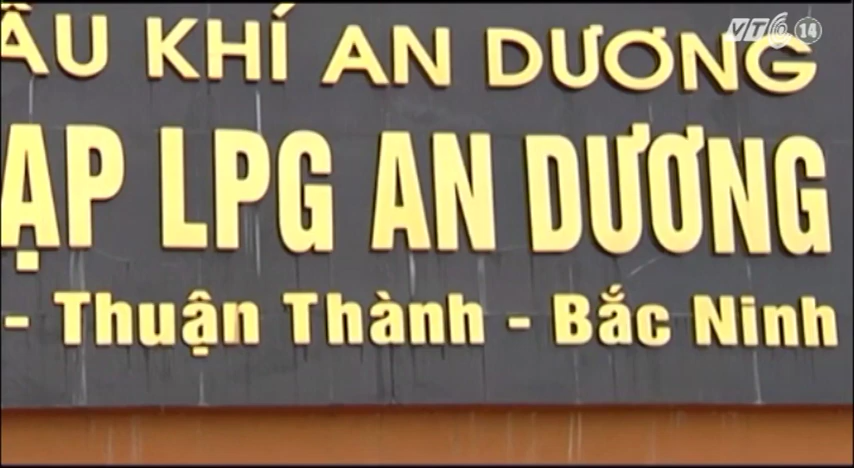 VTC 14
ẦU KHÍ AN DƯƠNG
ẠP LPG AN DƯƠNG
- Thuận Thành - Bắc Ninh